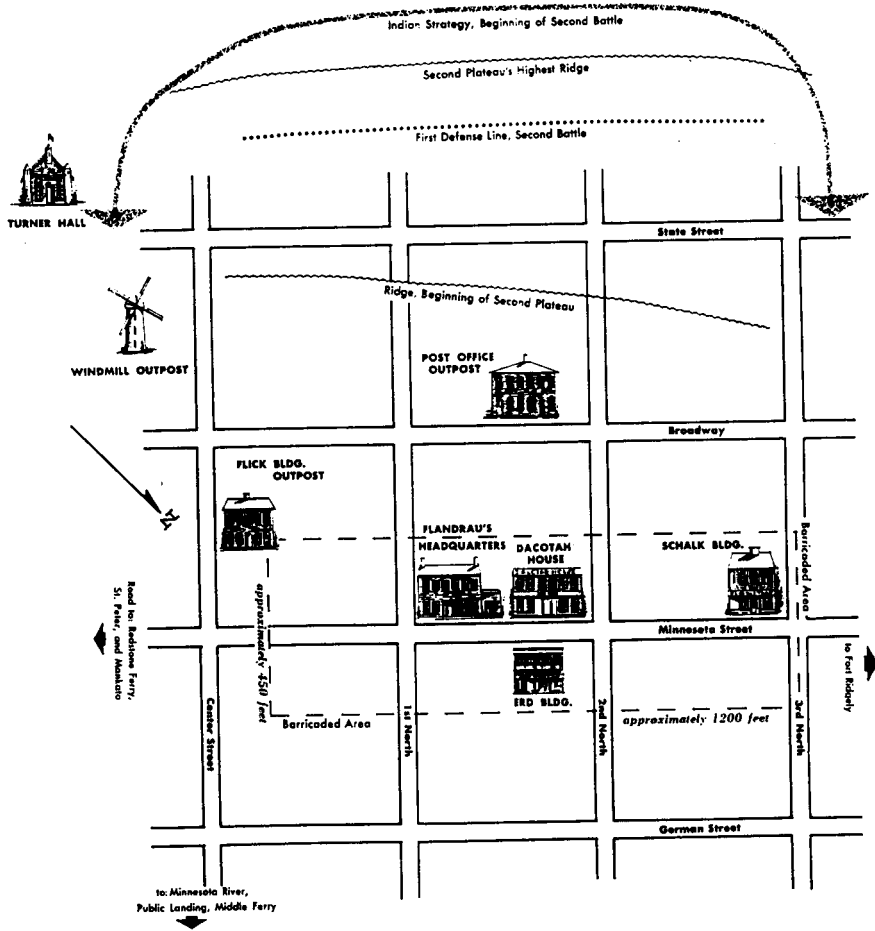 Indian Strategy, Beginning of Second Battle
Second Plateau's Highest Ridge
First Defense Line, Second Battle
TURNER HALL
State Street
Ridge, Beginning of Second Plateau
WINDMILL OUTPOST
POST OFFICE
OUTPOST
Broadway
FLICK BLDG.
OUTPOST
N
FLANDRAU'S
HEADQUARTERS
DACOTAH
HOUSE
DACOTAH HOUSE
SCHALK BLDG.
Barricaded Area
Road to: Redstone Ferry,
St. Peter, and Mankato
approximately 450 feet
Minnesota Street
to Fort Ridgely
ERD BLDG.
Center Street
Barricaded Area
1st North
2nd North
approximately 1200 feet
3rd North
German Street
to: Minnesota River,
Public Landing, Middle Ferry